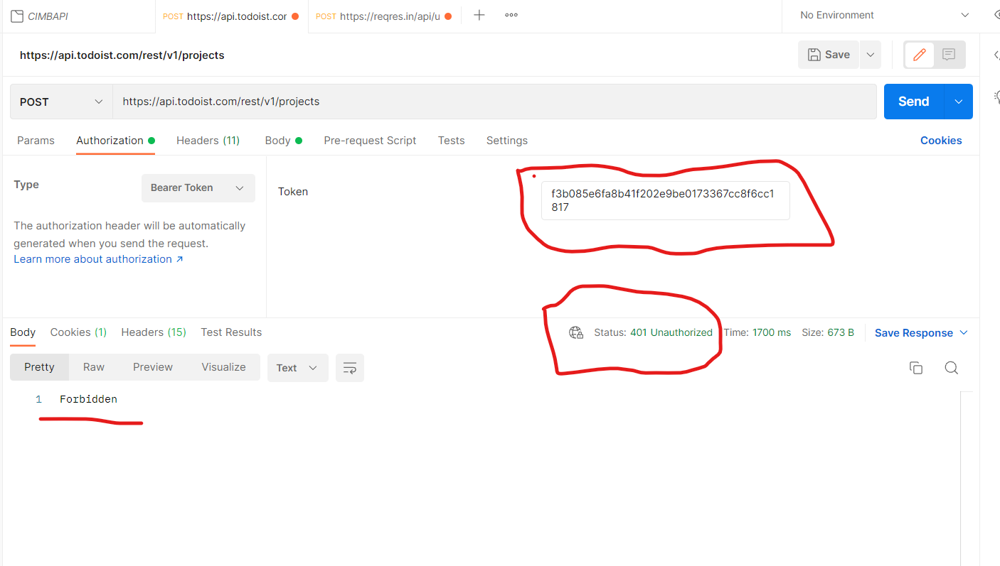 CIMBAPI
POST https://api.todoist.cor
POST https://reqres.in/api/u
No Environment
https://api.todoist.com/rest/v1/projects
Save
POST
https://api.todoist.com/rest/v1/projects
Send
Params Authorization Headers (11) Body Pre-request Script Tests Settings Cookies
Type
Bearer Token
Token
f3b085e6fa8b41f202e9be0173367cc8f6cc1
817
The authorization header will be automatically
generated when you send the request.
Learn more about authorization ↗
Body Cookies (1) Headers (15) Test Results
Status: 401 Unauthorized Time: 1700 ms Size: 673 B Save Response
Pretty Raw Preview Visualize Text
1 Forbidden